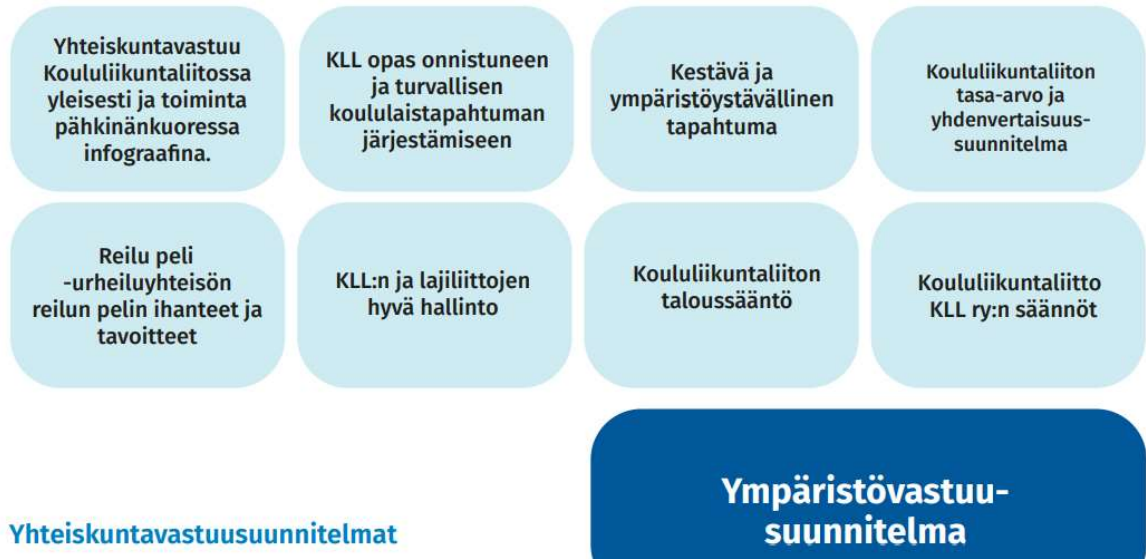 Yhteiskuntavastuu
Koululiikuntaliitossa
yleisesti ja toiminta
pähkinänkuoressa
infograafina.
KLL opas onnistuneen
ja turvallisen
koululaistapahtuman
järjestämiseen
Kestävä ja
ympäristöystävällinen
tapahtuma
Koululiikuntaliiton
tasa-arvo ja
yhdenvertaisuus-
suunnitelma
Reilu peli
-urheiluyhteisön
reilun pelin ihanteet ja
tavoitteet
KLL:n ja lajiliittojen
hyvä hallinto
Koululiikuntaliiton
taloussääntö
Koululiikuntaliitto
KLL ry:n säännöt
Yhteiskuntavastuusuunnitelmat
Ympäristövastuu-
suunnitelma